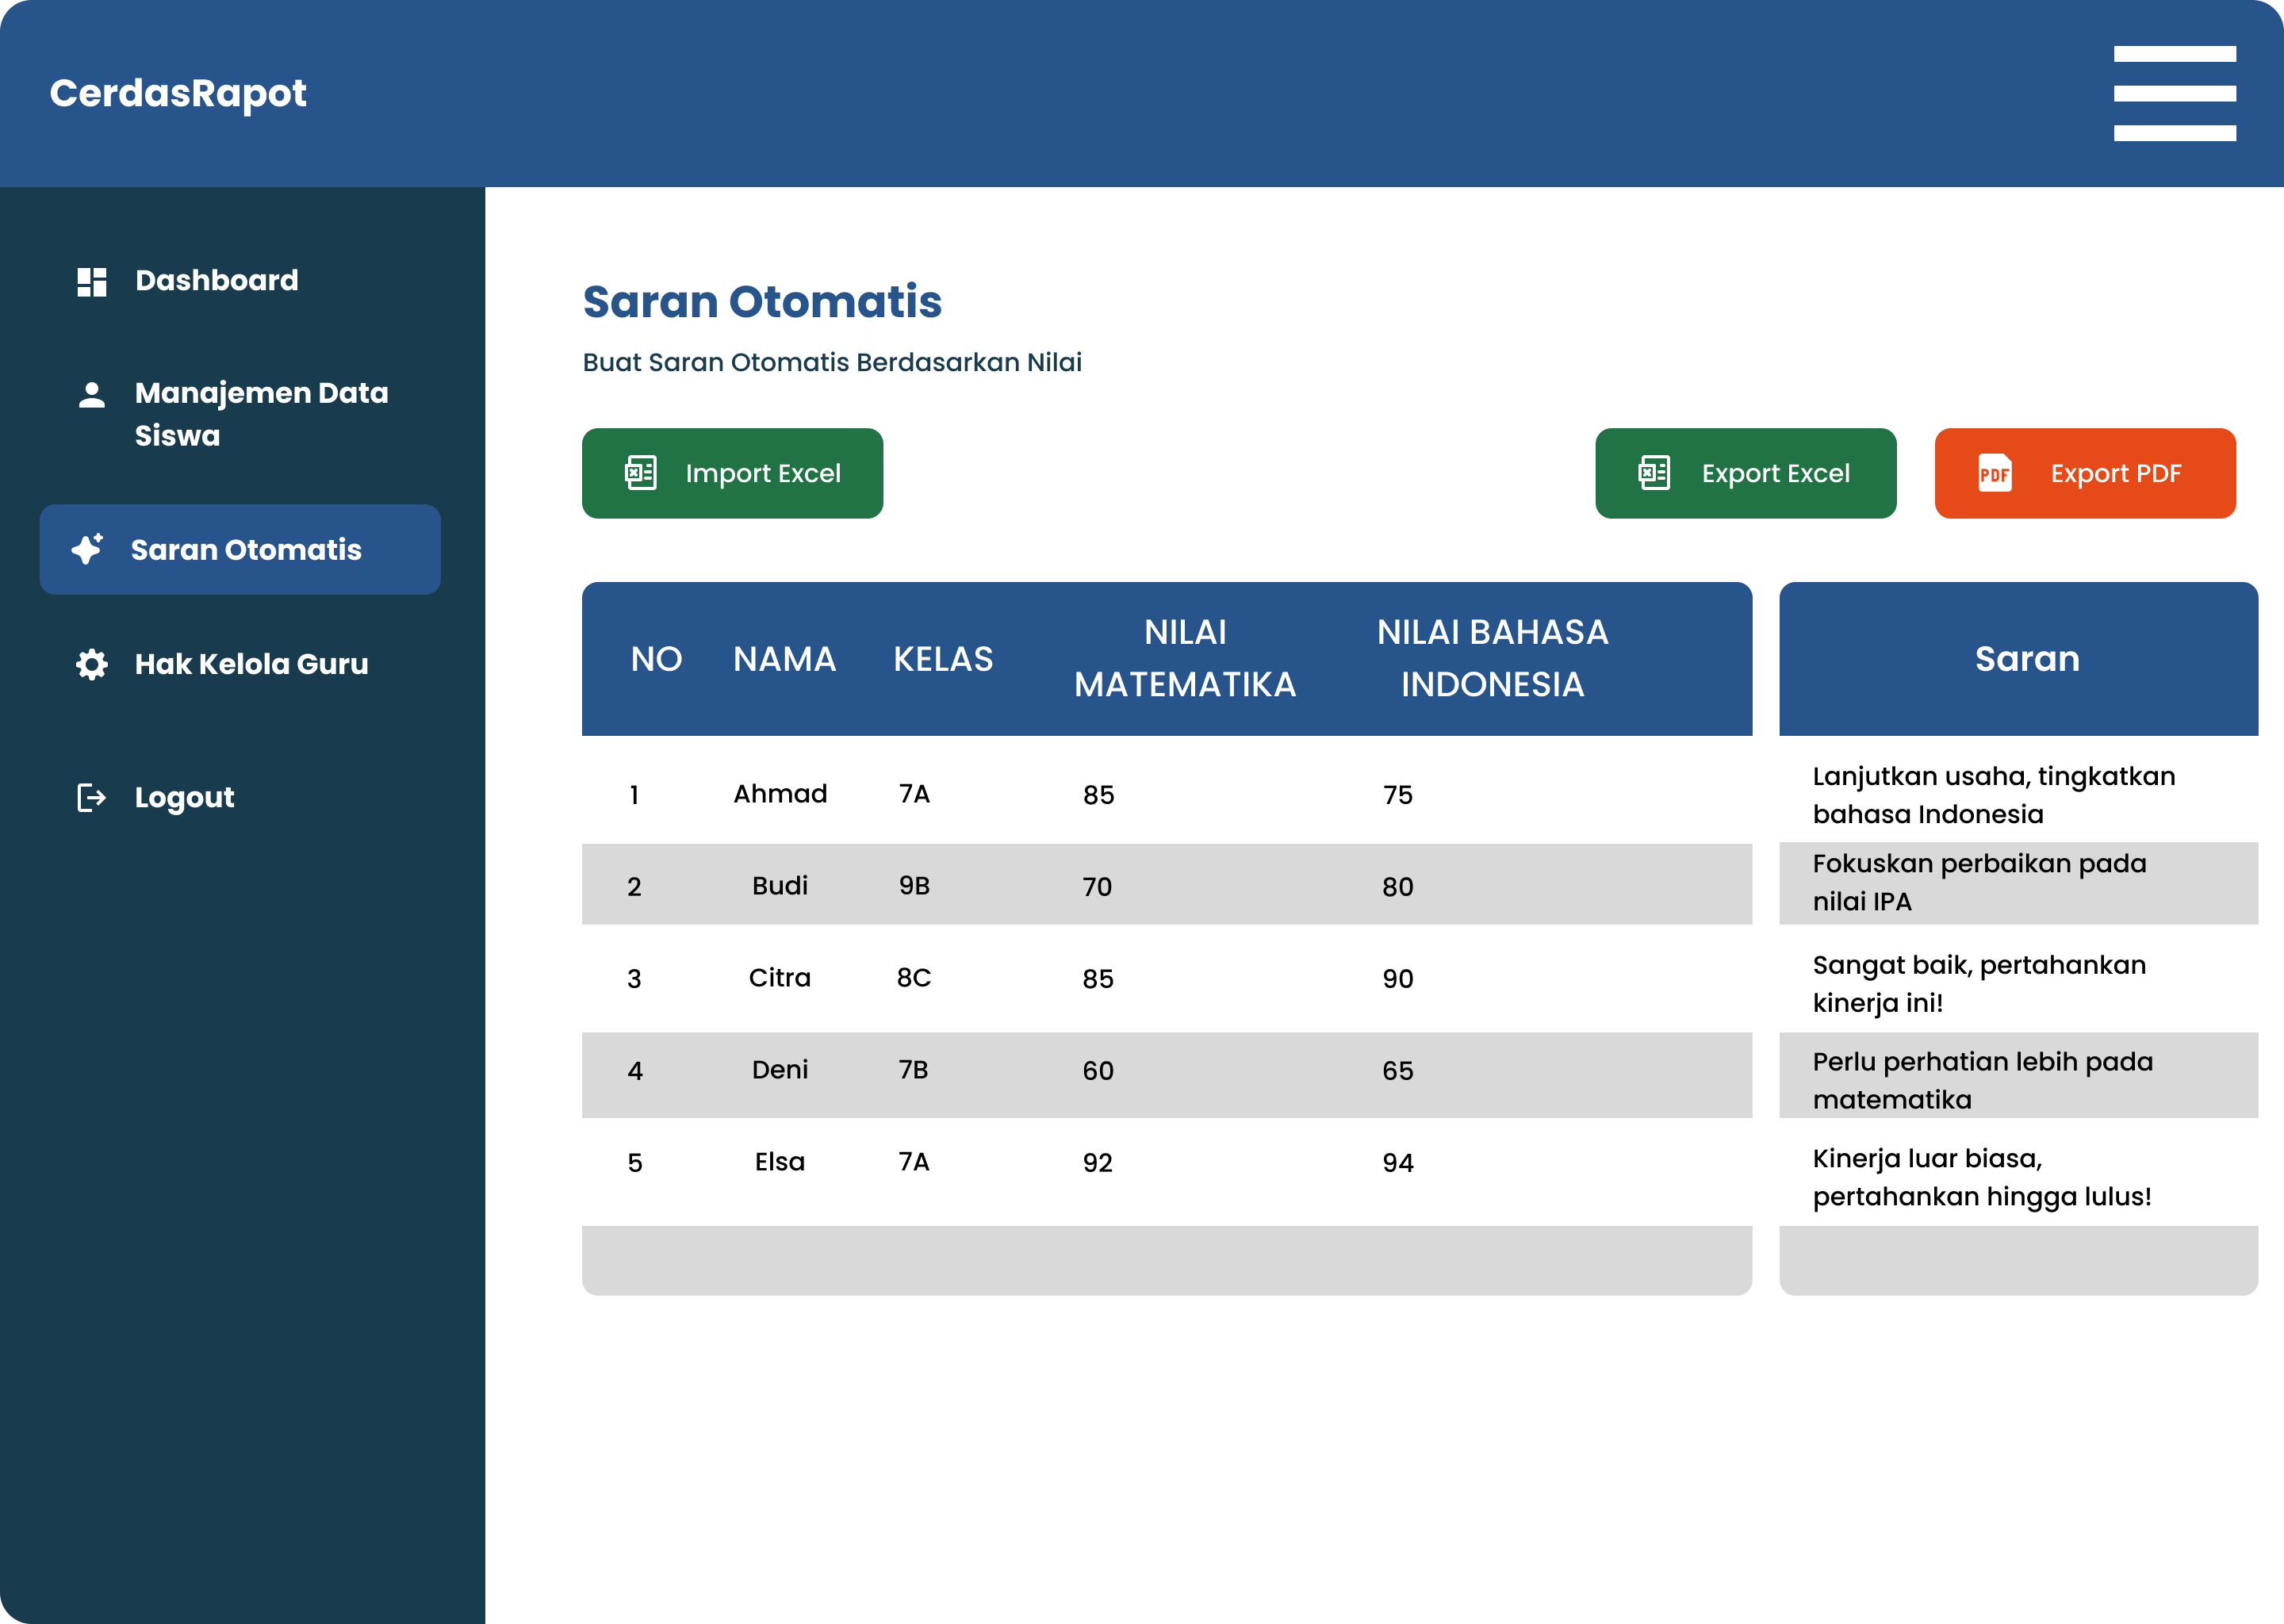 CerdasRapot
Dashboard
Manajemen Data
Siswa
Saran Otomatis
Hak Kelola Guru
Logout
Saran Otomatis
Buat Saran Otomatis Berdasarkan Nilai
Import Excel
Export Excel
PDF Export PDF
NO NAMA KELAS NILAI MATEMATIKA NILAI BAHASA INDONESIA Saran
1 Ahmad 7A 85 75 Lanjutkan usaha, tingkatkan
bahasa Indonesia
2 Budi 9B 70 80 Fokuskan perbaikan pada
nilai IPA
3 Citra 8C 85 90 Sangat baik, pertahankan
kinerja ini!
4 Deni 7B 60 65 Perlu perhatian lebih pada
matematika
5 Elsa 7A 92 94 Kinerja luar biasa,
pertahankan hingga lulus!